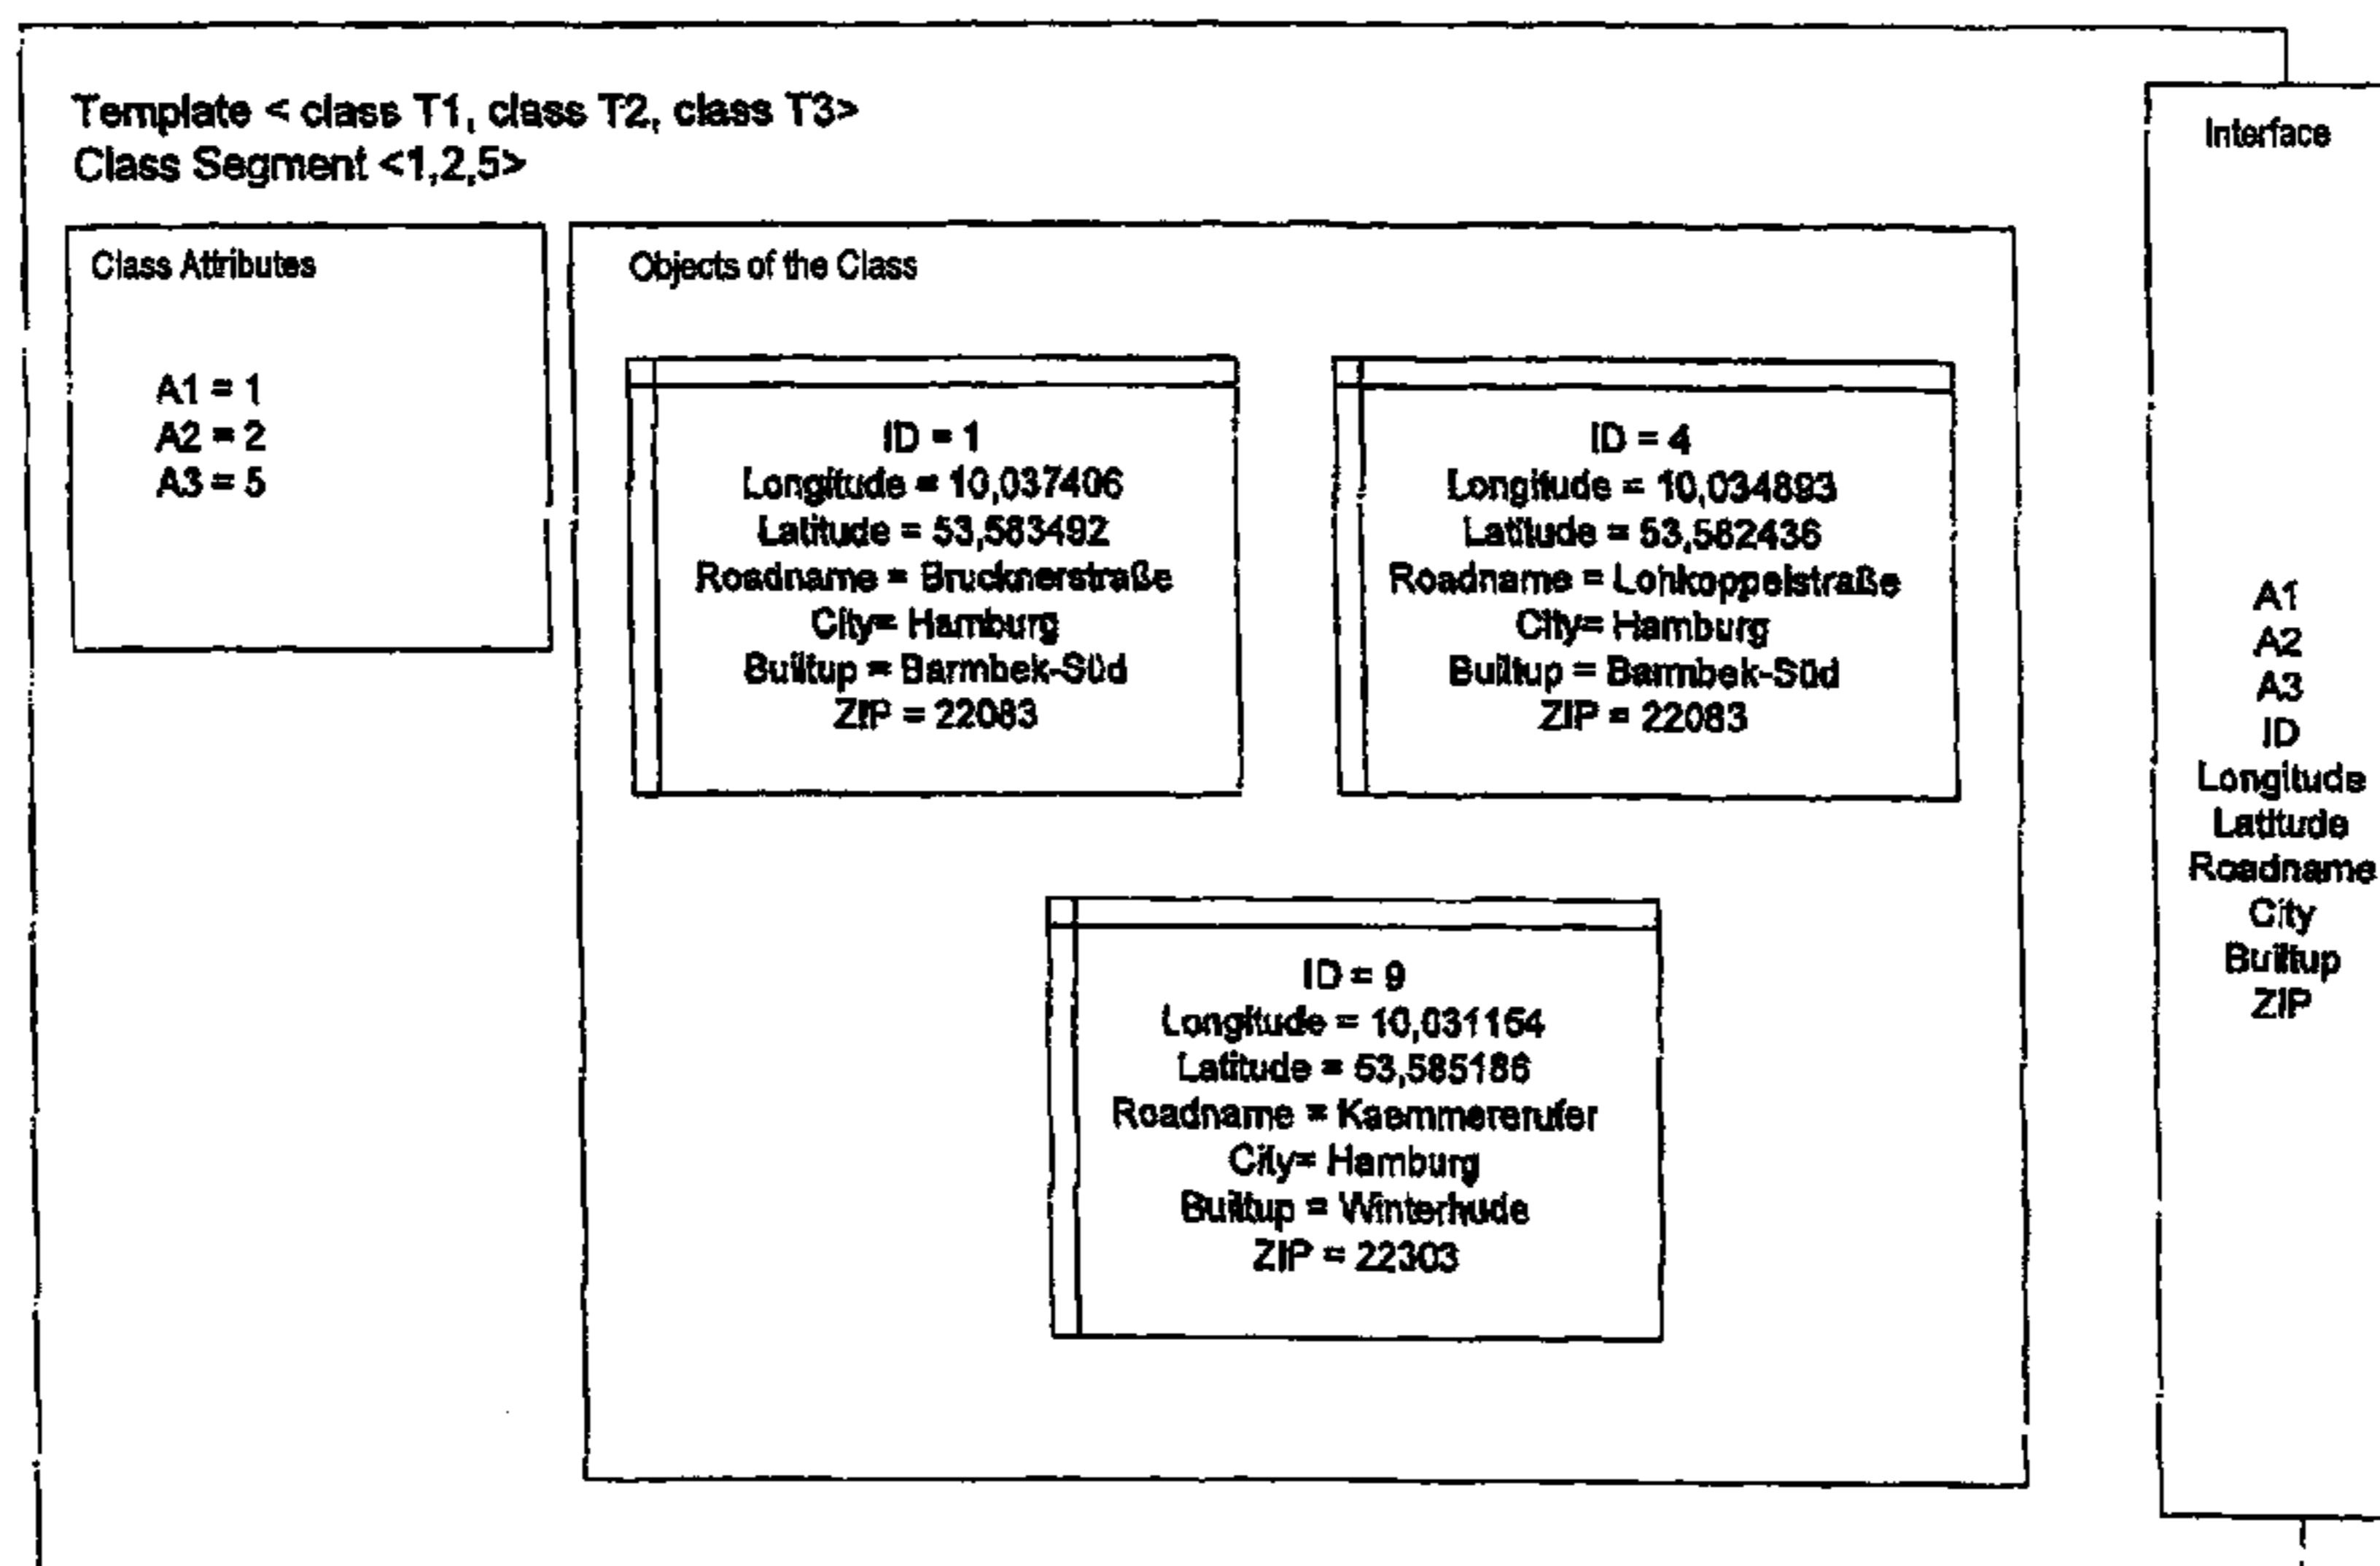 Template < class T1, class T2, class T3>
Class Segment <1,2,5>
Class Attributes
A1 = 1
A2 = 2
A3 = 5
Objects of the Class
ID = 1
Longitude = 10,037406
Latitude = 53,583492
Roadname = Brucknerstraße
City= Hamburg
Builtup = Barmbek-Süd
ZIP = 22083
ID = 4
Longitude = 10,034893
Latitude = 53,582436
Roadname = Lohkoppelstraße
City= Hamburg
Builtup = Barmbek-Süd
ZIP = 22083
ID = 9
Longitude = 10,031154
Latitude = 53,585186
Roadname = Kaemmererufer
City= Hamburg
Builtup = Winterhude
ZIP = 22303
Interface
A1
A2
A3
ID
Longitude
Latitude
Roadname
City
Builtup
ZIP